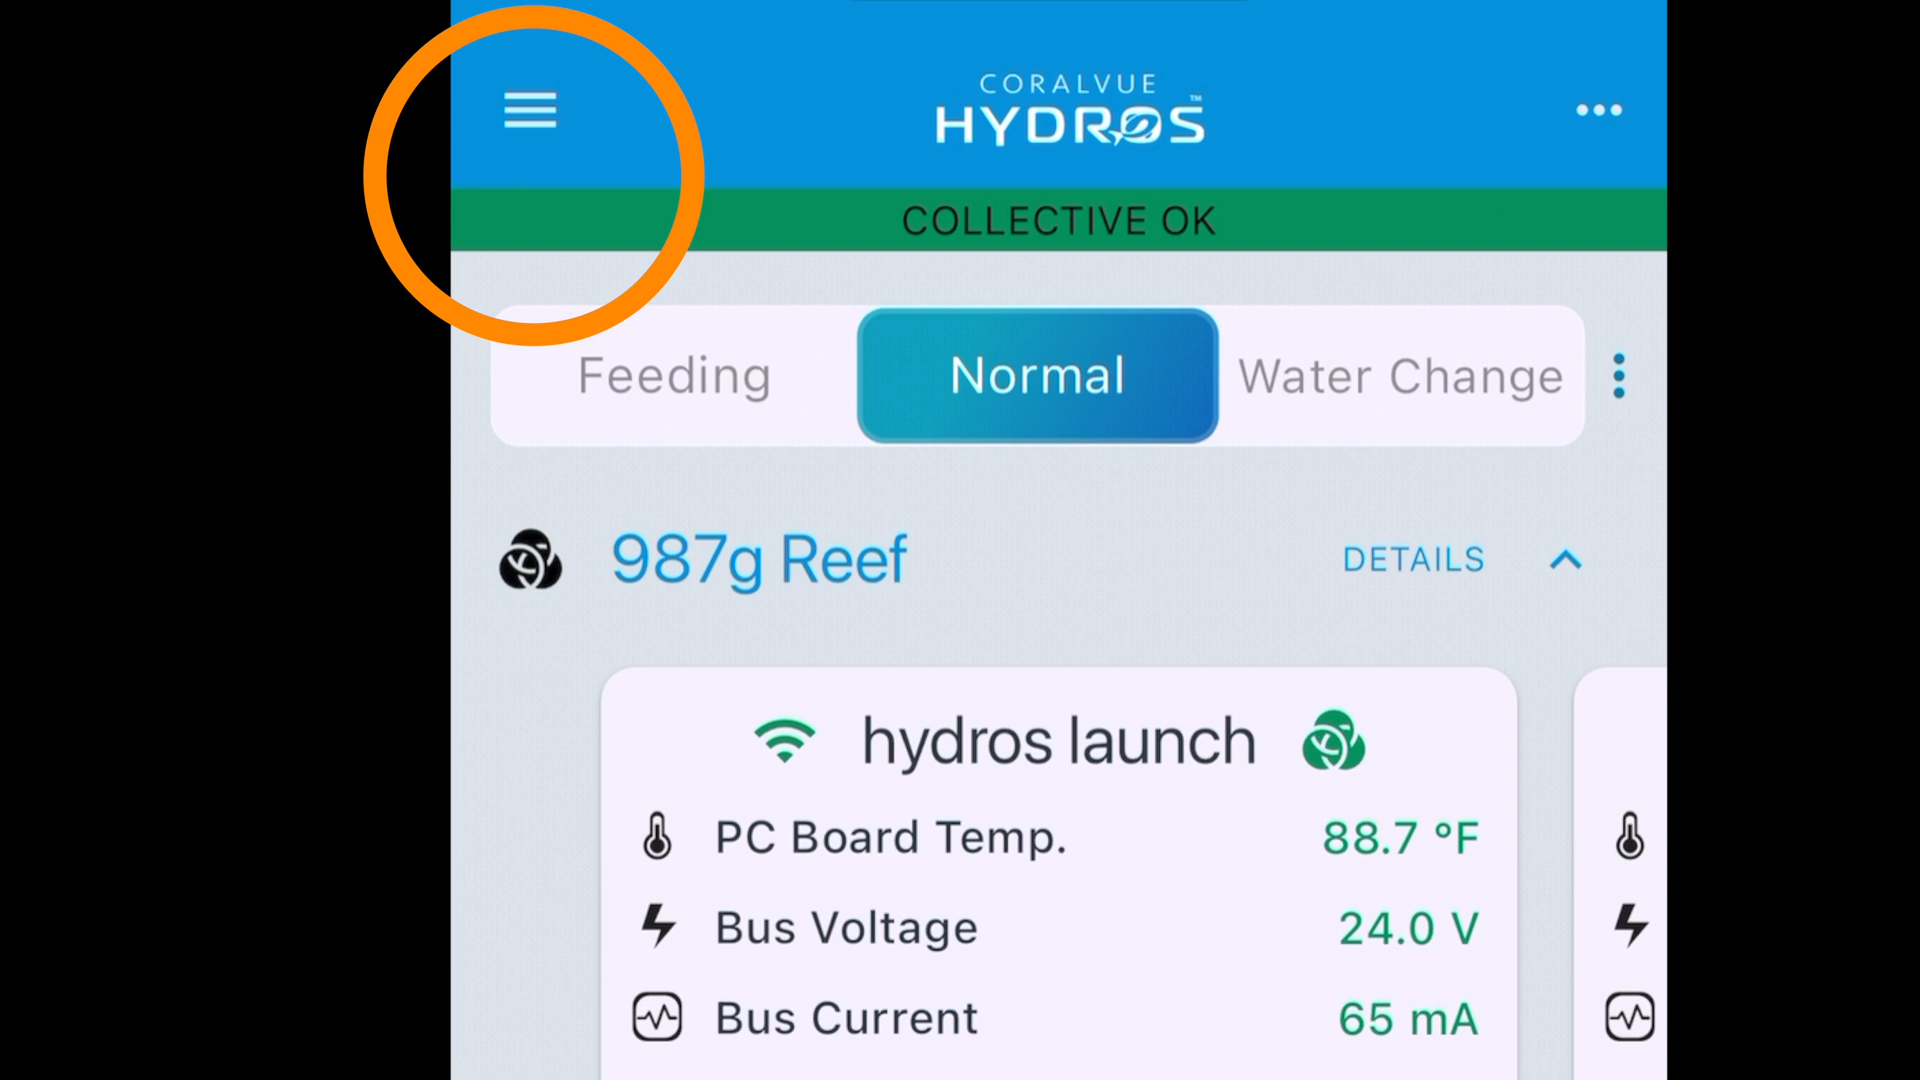 CORALVUE
HYDROS™
COLLECTIVE OK
Feeding Normal Water Change
987g Reef DETAILS
hydros launch
PC Board Temp. 88.7 °F
Bus Voltage 24.0 V
Bus Current 65 mA